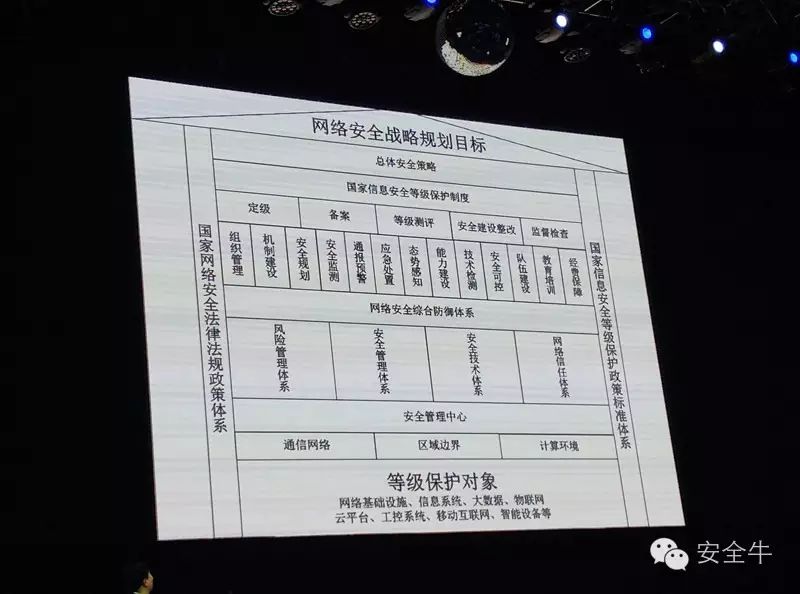 网络安全战略规划目标
总体安全策略
国家信息安全等级保护制度
定级
备案
等级测评
安全建设整改
监督检查
组织管理
机制建设
安全规划
安全监测
通报预警
应急处置
态势感知
能力建设
技术检测
安全可控
队伍建设
教育培训
经费保障
国家网络安全法律法规政策体系
国家信息安全等级保护政策标准体系
网络安全综合防御体系
风险管理体系
安全管理体系
安全技术体系
网络信任体系
安全管理中心
通信网络
区域边界
计算环境
等级保护对象
网络基础设施、信息系统、大数据、物联网
云平台、工控系统、移动互联网、智能设备等
安全牛